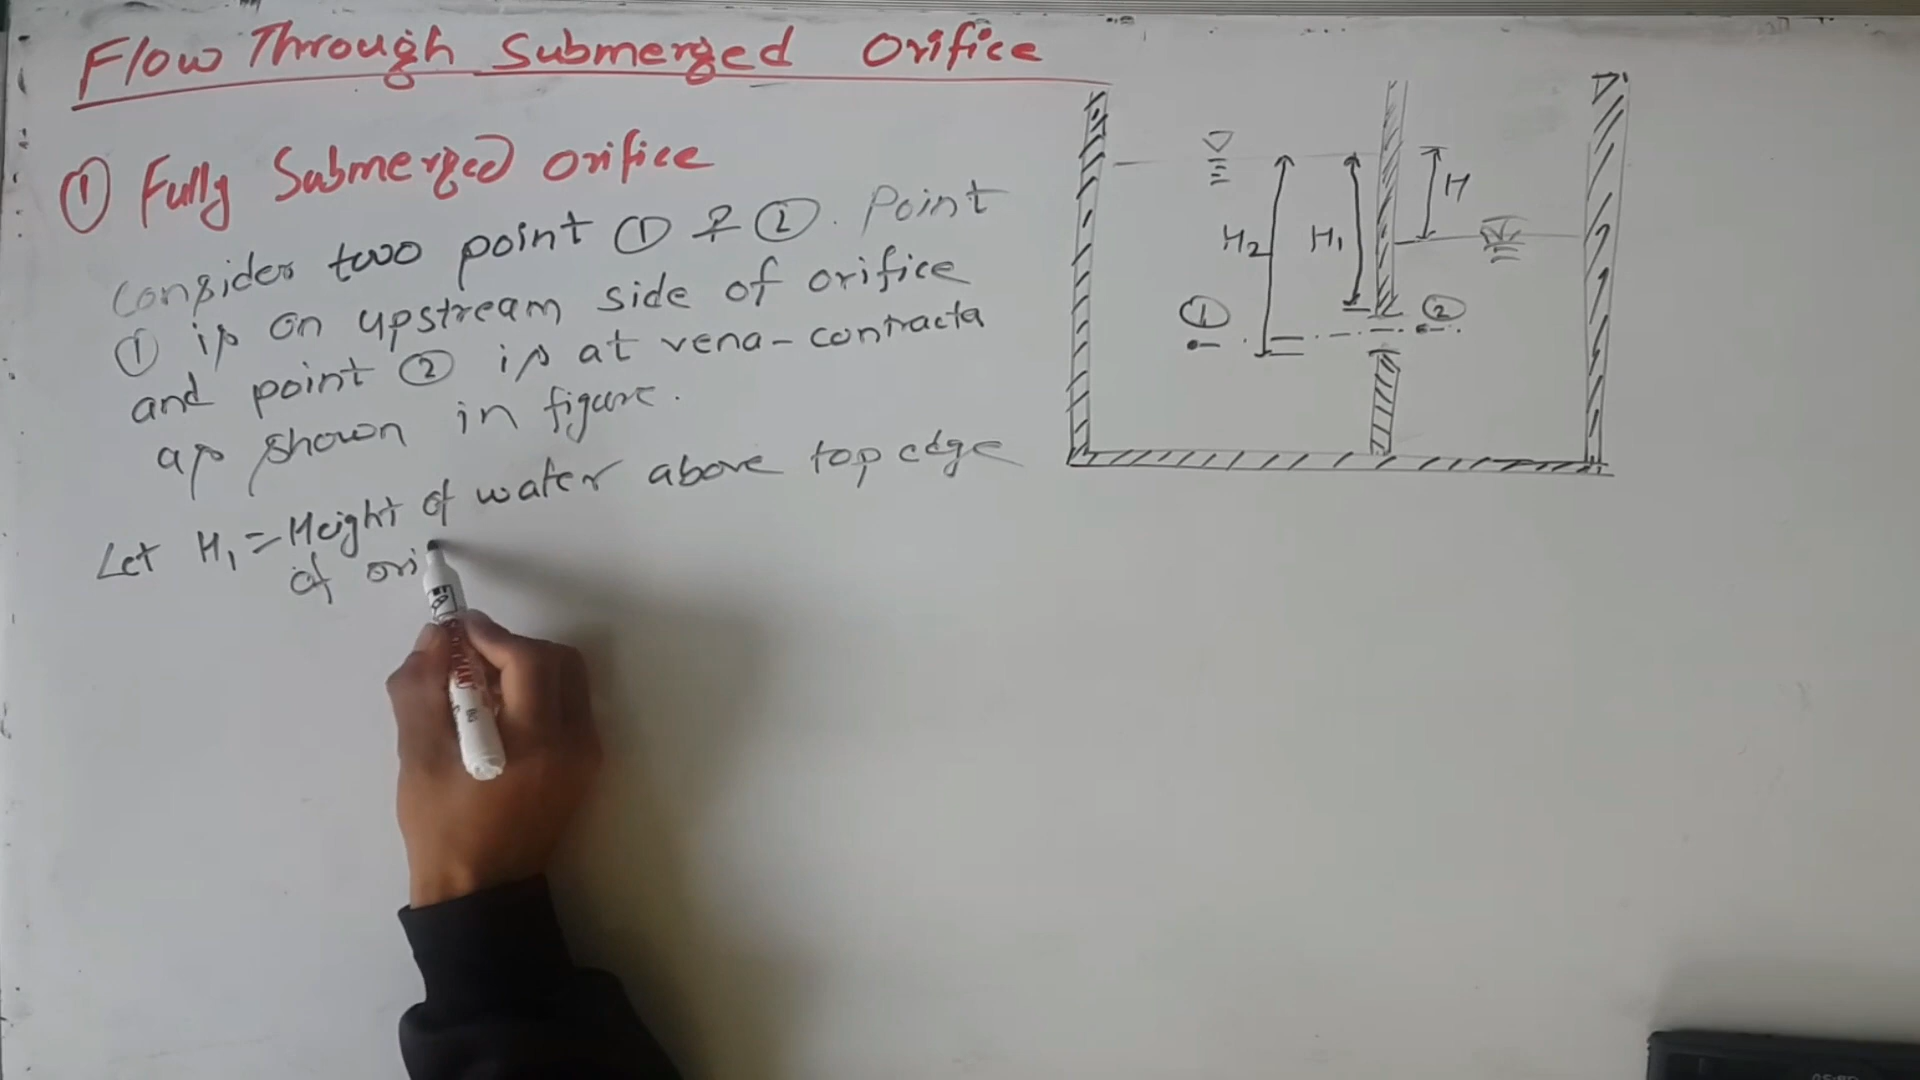 Flow Through Submerged Orifice
① Fully Submerged orifice
Consider two point ① & ②. Point
① is on upstream side of orifice
and point ② is at vena-contracta
as shown in figure.
Let H₁ = Height of water above top edge
of ori
H₂
H₁
H
①
②